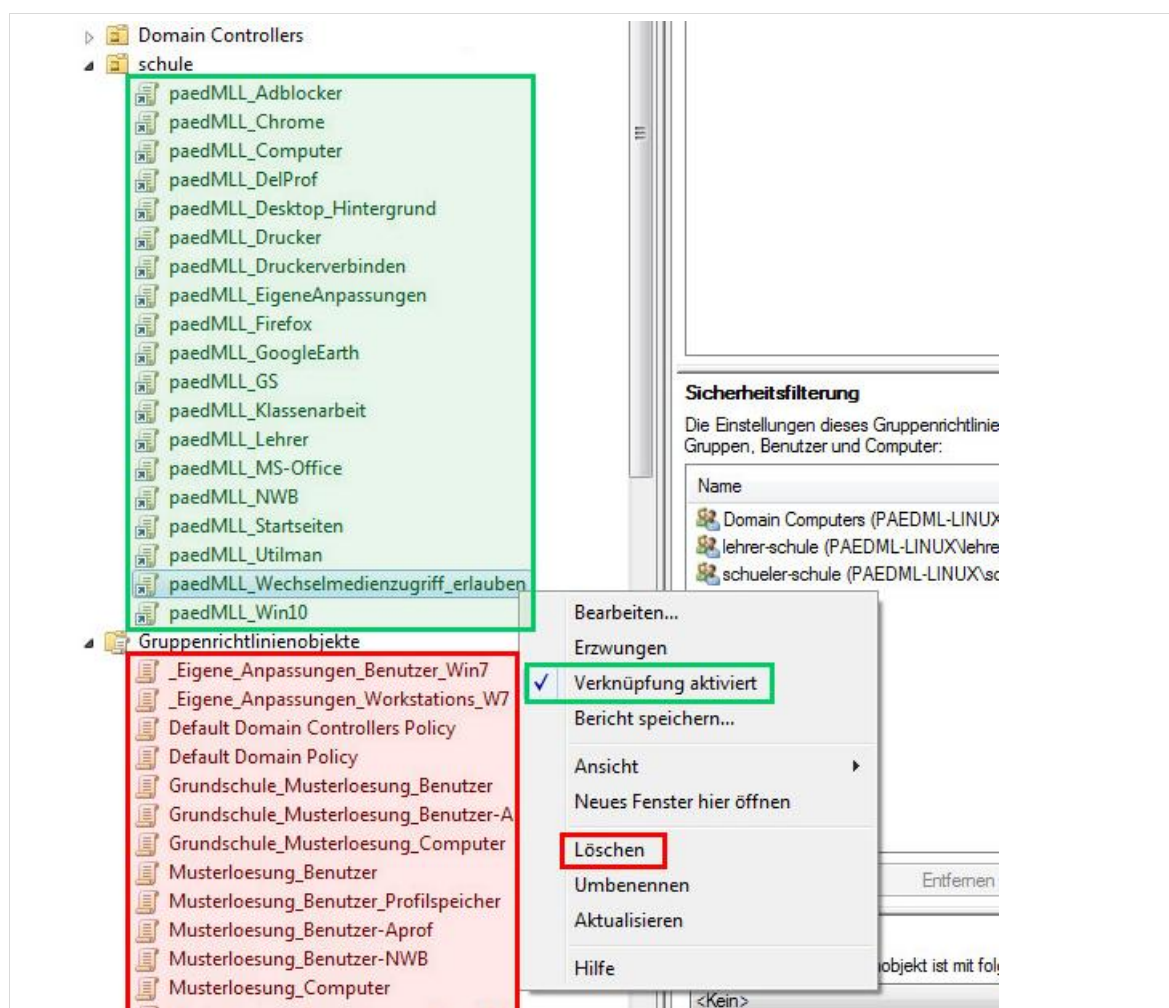 Domain Controllers
schule
paedMLL_Adblocker
paedMLL_Chrome
paedMLL_Computer
paedMLL_DelProf
paedMLL_Desktop_Hintergrund
paedMLL_Drucker
paedMLL_Druckerverbinden
paedMLL_EigeneAnpassungen
paedMLL_Firefox
paedMLL_GoogleEarth
paedMLL_GS
paedMLL_Klassenarbeit
paedMLL_Lehrer
paedMLL_MS-Office
paedMLL_NWB
paedMLL_Startseiten
paedMLL_Utilman
paedMLL_Wechselmedienzugriff_erlauben
paedMLL_Win10
Gruppenrichtlinienobjekte
_Eigene_Anpassungen_Benutzer_Win7
_Eigene_Anpassungen_Workstations_W7
Default Domain Controllers Policy
Default Domain Policy
Grundschule_Musterloesung_Benutzer
Grundschule_Musterloesung_Benutzer-A
Grundschule_Musterloesung_Computer
Musterloesung_Benutzer
Musterloesung_Benutzer_Profilspeicher
Musterloesung_Benutzer-Aprof
Musterloesung_Benutzer-NWB
Musterloesung_Computer
Bearbeiten...
Erzwungen
Verknüpfung aktiviert
Bericht speichern...
Ansicht
Neues Fenster hier öffnen
Löschen
Umbenennen
Aktualisieren
Hilfe
Sicherheitsfilterung
Die Einstellungen dieses Gruppenrichtlinie
Gruppen, Benutzer und Computer:
Name
Domain Computers (PAEDML-LINUX
lehrer-schule (PAEDML-LINUX\lehre
schueler-schule (PAEDML-LINUX\sc
Entfernen
objekt ist mit fol
<Kein>